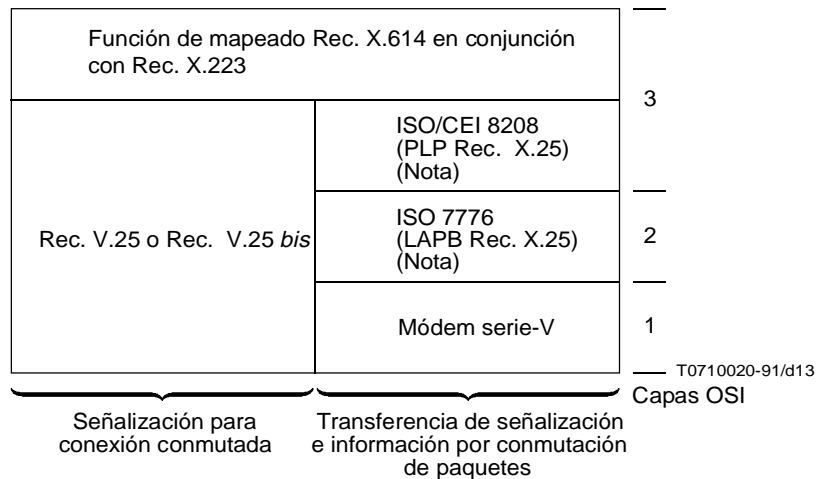 Función de mapeado Rec. X.614 en conjunción
con Rec. X.223
3
ISO/CEI 8208
(PLP Rec. X.25)
(Nota)
Rec. V.25 o Rec. V.25 bis
ISO 7776
(LAPB Rec. X.25)
(Nota)
2
Módem serie-V
1
T0710020-91/d13
Capas OSI
Señalización para
conexión conmutada
Transferencia de señalización
e información por conmutación
de paquetes